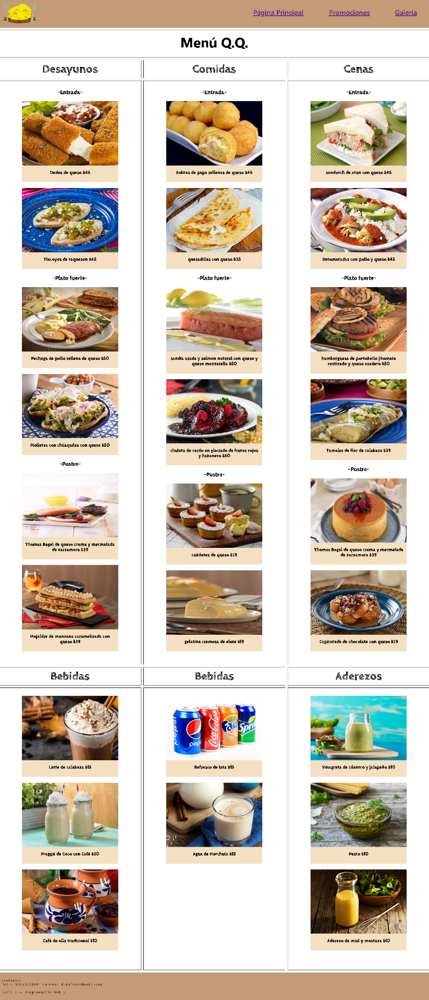 Página Principal
Promociones
Galería
Menú Q.Q.
Desayunos
~Entrada~
Dedos de queso $45
Tlacoyos de requeson $45
~Plato fuerte~
Pechuga de pollo rellena de queso $50
Molletes con chilaquiles con queso $50
~Postre~
Thomas Bagel de queso crema y mermelada
de zarzamora $39
Hojaldre de manzana caramelizada con
queso $39
Comidas
~Entrada~
bolitas de papa rellenas de queso $45
quesadillas con queso $35
~Plato fuerte~
sandia asada y salmon natural con queso y
queso mozzarella $50
chuleta de cerdo en glaciado de frutos rojos
y habanero $50
~Postre~
cubiletes de queso $29
gelatina cremosa de elote $19
Cenas
~Entrada~
sandwich de atun con queso $45
Entomatadas con pollo y queso $45
~Plato fuerte~
hamburguesa de portobello jitomate
rostizado y queso asadero $50
Tamales de flor de calabaza $39
~Postre~
Thomas Bagel de queso crema y mermelada
de zarzamora $39
Capirotada de chocolate con queso $29
Bebidas
Latte de calabaza $15
Frappé de Coco con Café $20
Café de olla tradicional $10
Bebidas
pepsi
pepsi
Coca-Cola
Fan
Spri
Refresco de lata $15
Agua de Horchata $15
Aderezos
Vinagreta de cilantro y jalapeño $10
Pesto $10
Aderezo de miel y mostaza $10
Contacto:
Tel.: Correo:
Programación Web